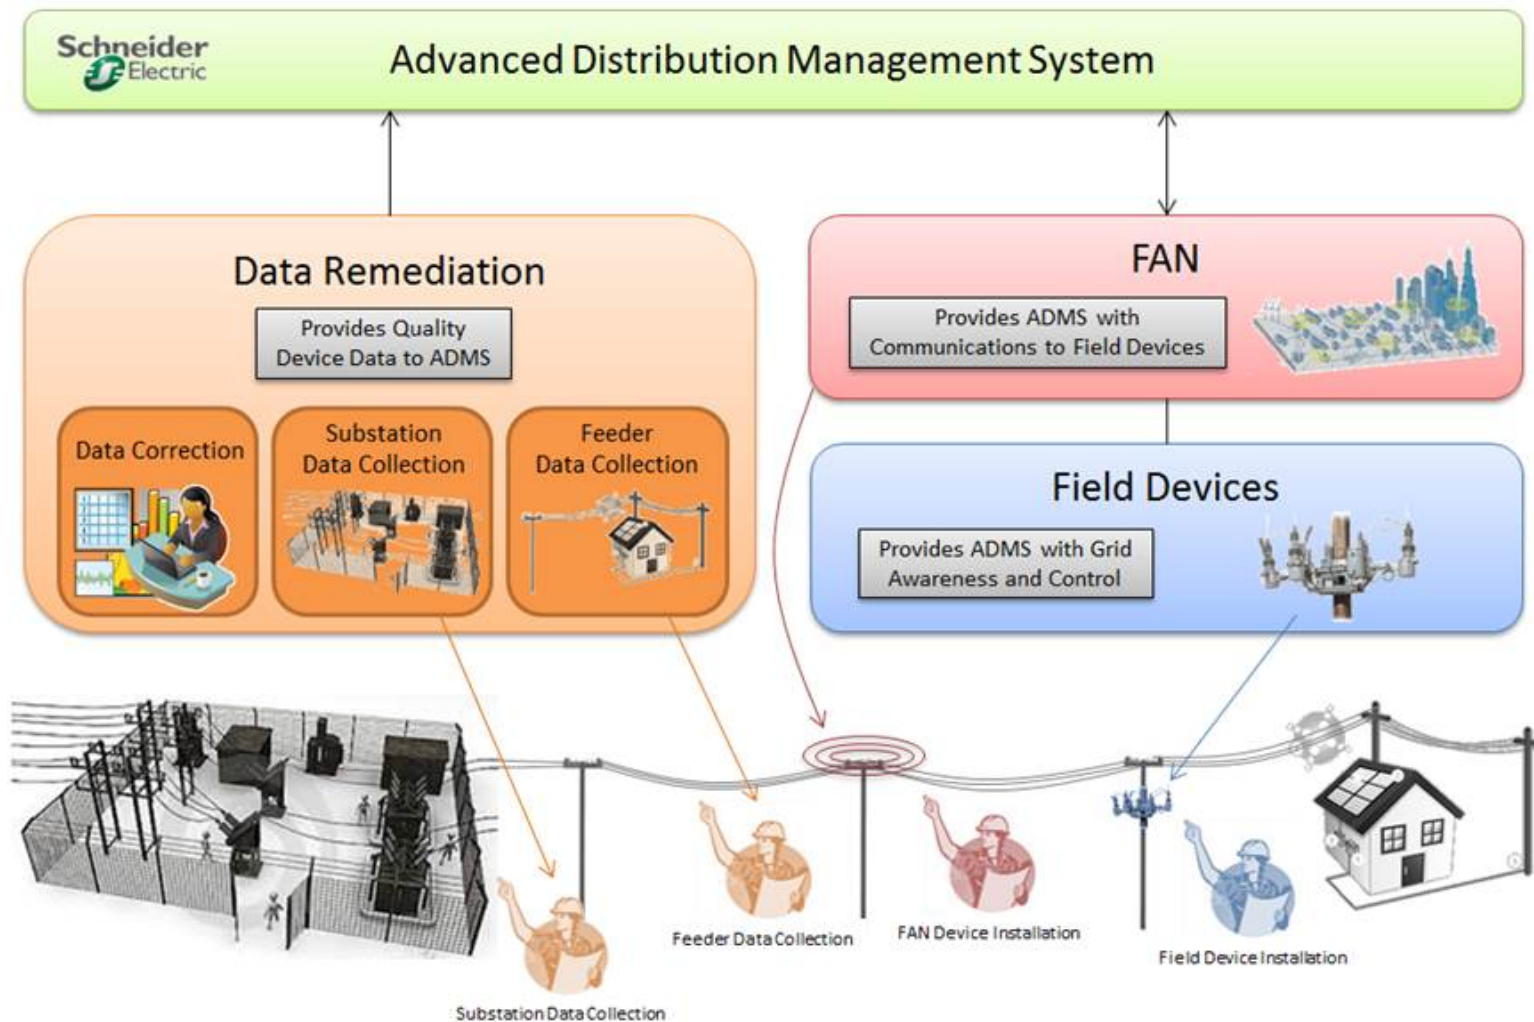 Schneider
Electric
Advanced Distribution Management System
Data Remediation
Provides Quality
Device Data to ADMS
Data Correction
Substation
Data Collection
Feeder
Data Collection
FAN
Provides ADMS with
Communications to Field Devices
Field Devices
Provides ADMS with Grid
Awareness and Control
Feeder Data Collection
FAN Device Installation
Field Device Installation
Substation Data Collection